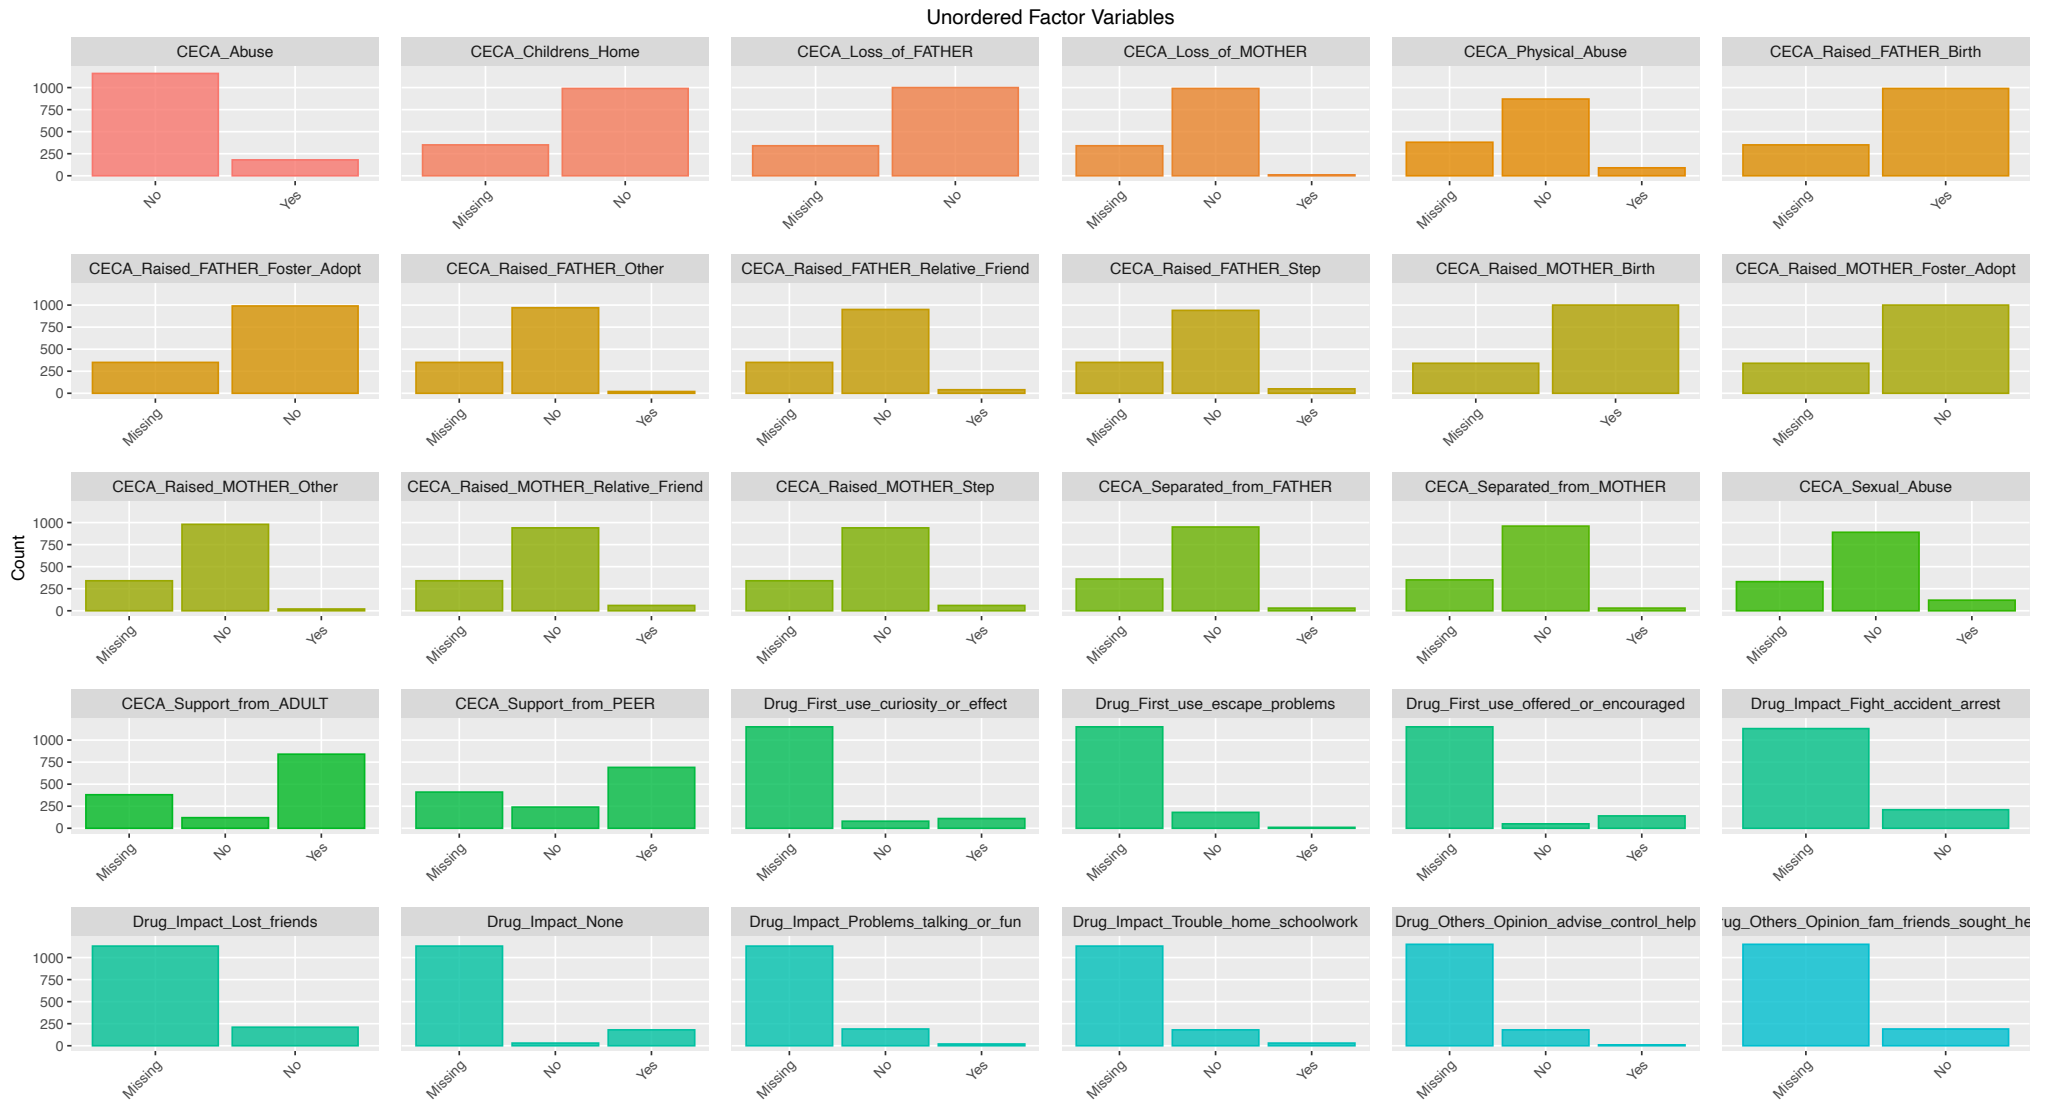 Unordered Factor Variables
CECA_Abuse CECA_Childrens_Home CECA_Loss_of_FATHER CECA_Loss_of_MOTHER CECA_Physical_Abuse CECA_Raised_FATHER_Birth
1000
750
500
250
0
No Yes Missing No Missing No Missing No Yes Missing No Yes Missing Yes
CECA_Raised_FATHER_Foster_Adopt CECA_Raised_FATHER_Other CECA_Raised_FATHER_Relative_Friend CECA_Raised_FATHER_Step CECA_Raised_MOTHER_Birth CECA_Raised_MOTHER_Foster_Adopt
1000
750
500
250
0
Missing No Missing No Yes Missing No Yes Missing No Yes Missing Yes Missing No
CECA_Raised_MOTHER_Other CECA_Raised_MOTHER_Relative_Friend CECA_Raised_MOTHER_Step CECA_Separated_from_FATHER CECA_Separated_from_MOTHER CECA_Sexual_Abuse
Count
1000
750
500
250
0
Missing No Yes Missing No Yes Missing No Yes Missing No Yes Missing No Yes Missing No Yes
CECA_Support_from_ADULT CECA_Support_from_PEER Drug_First_use_curiosity_or_effect Drug_First_use_escape_problems Drug_First_use_offered_or_encouraged Drug_Impact_Fight_accident_arrest
1000
750
500
250
0
Missing No Yes Missing No Yes Missing No Yes Missing No Yes Missing No Yes Missing No
Drug_Impact_Lost_friends Drug_Impact_None Drug_Impact_Problems_talking_or_fun Drug_Impact_Trouble_home_schoolwork Drug_Others_Opinion_advise_control_help rug_Others_Opinion_fam_friends_sought_he
1000
750
500
250
0
Missing No Missing No Yes Missing No Yes Missing No Yes Missing No Yes Missing No